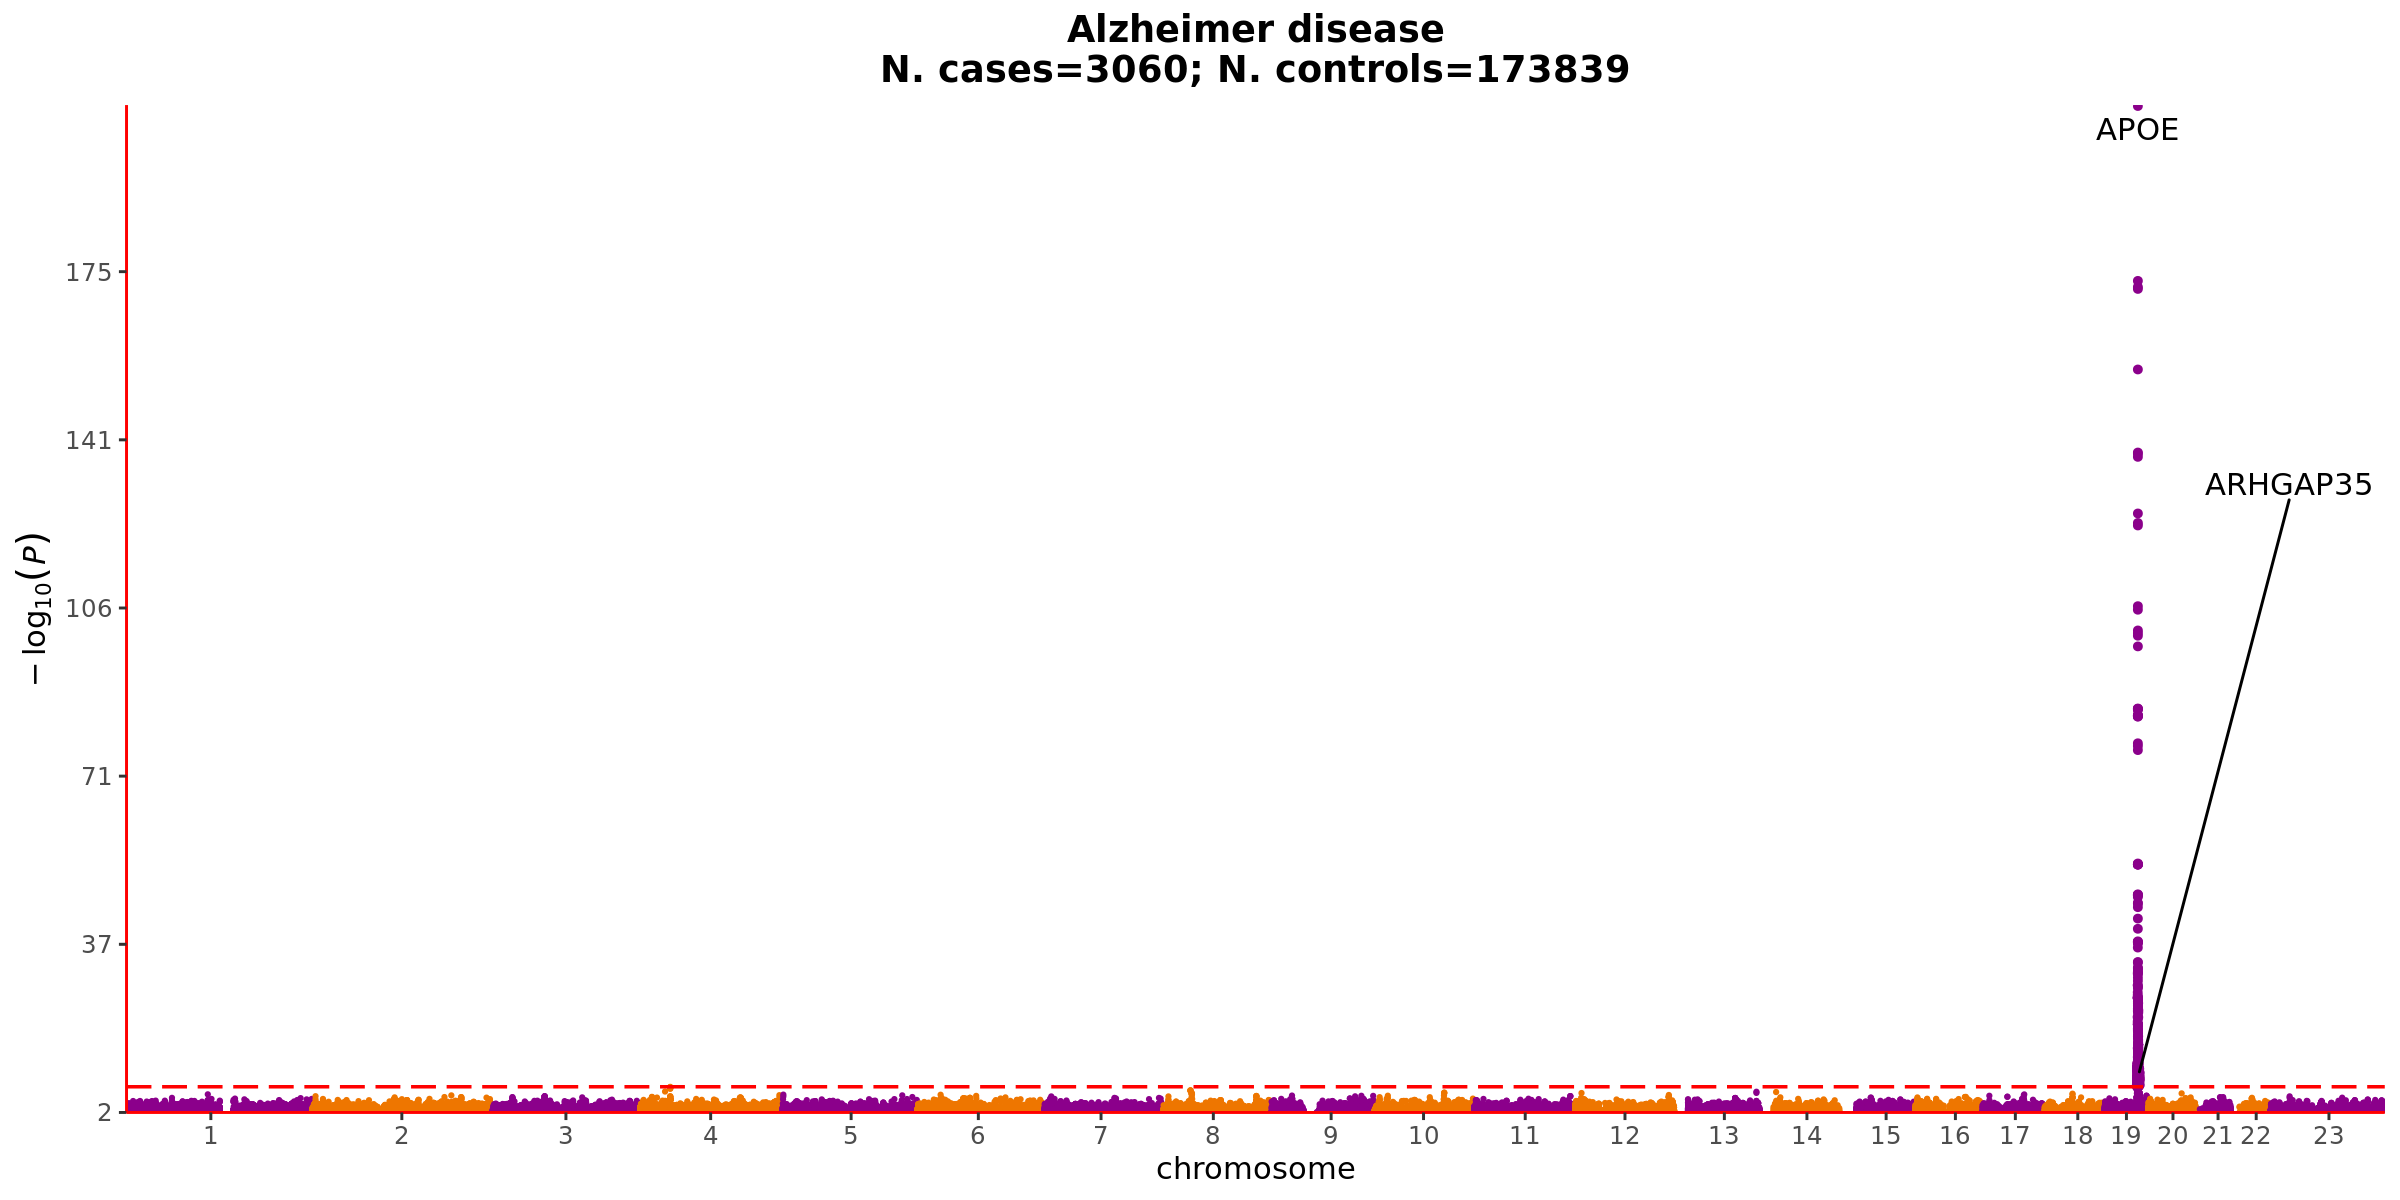 Alzheimer disease
N. cases=3060; N. controls=173839
APOE
175
141
ARHGAP35
−log10(P)
106
71
37
2
1 2 3 4 5 6 7 8 9 10 11 12 13 14 15 16 17 18 19 20 21 22 23
chromosome